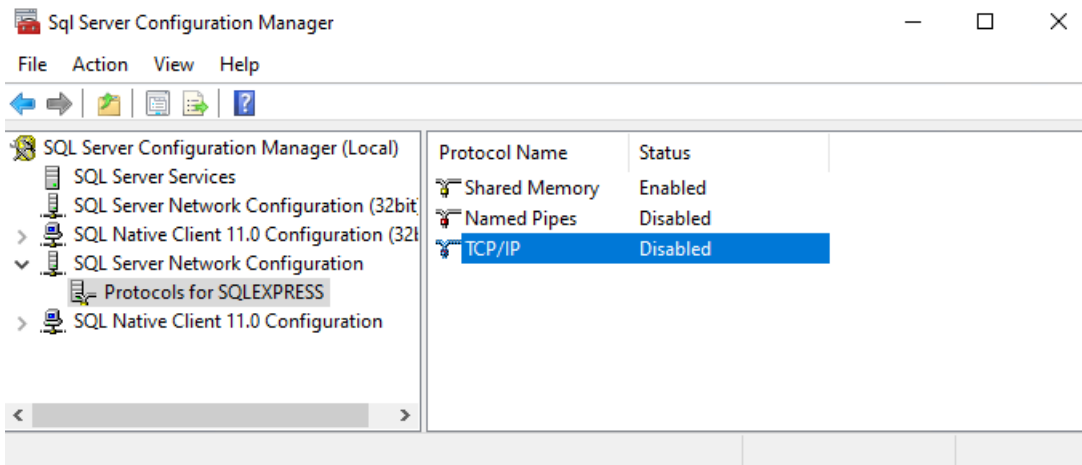 Sql Server Configuration Manager
File Action View Help
SQL Server Configuration Manager (Local)
SQL Server Services
SQL Server Network Configuration (32bit
SQL Native Client 11.0 Configuration (32b
SQL Server Network Configuration
Protocols for SQLEXPRESS
SQL Native Client 11.0 Configuration
Protocol Name Status
Shared Memory Enabled
Named Pipes Disabled
TCP/IP Disabled